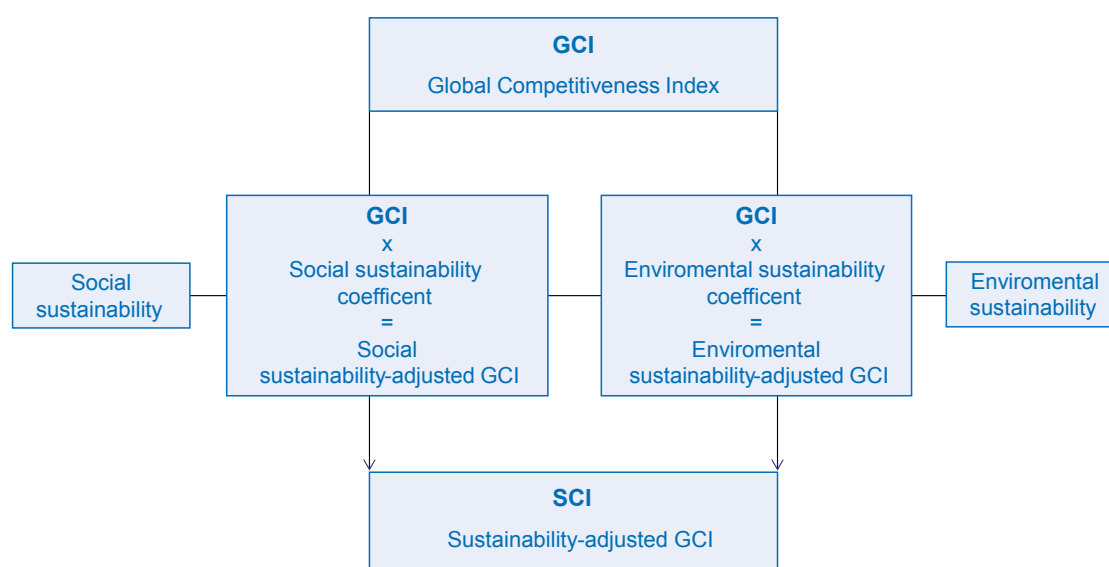 GCI
Global Competitiveness Index
GCI
x
Social sustainability
coefficent
=
Social
sustainability-adjusted GCI
GCI
x
Enviromental sustainability
coefficent
=
Enviromental
sustainability-adjusted GCI
Social
sustainability
Enviromental
sustainability
SCI
Sustainability-adjusted GCI